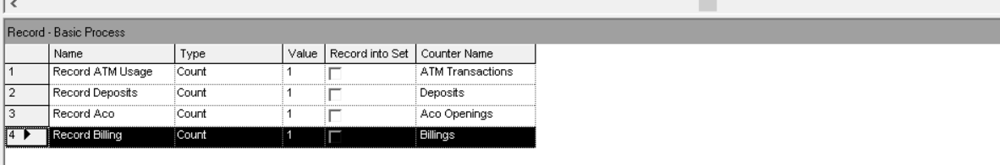 Record - Basic Process
Name Type Value Record into Set Counter Name
1 Record ATM Usage Count 1 ATM Transactions
2 Record Deposits Count 1 Deposits
3 Record Aco Count 1 Aco Openings
4 Record Billing Count 1 Billings